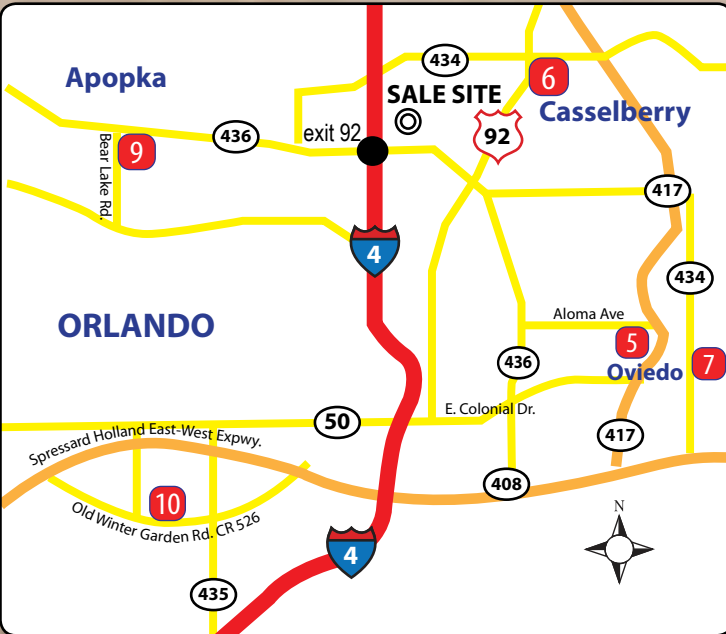 434
Apopka
6
SALE SITE
Casselberry
436
exit 92
92
9
Bear Lake Rd.
417
4
434
ORLANDO
Aloma Ave
5
436
Oviedo
7
E. Colonial Dr.
50
417
Spressard Holland East-West Expwy.
408
10
Old Winter Garden Rd. CR 526
N
4
435